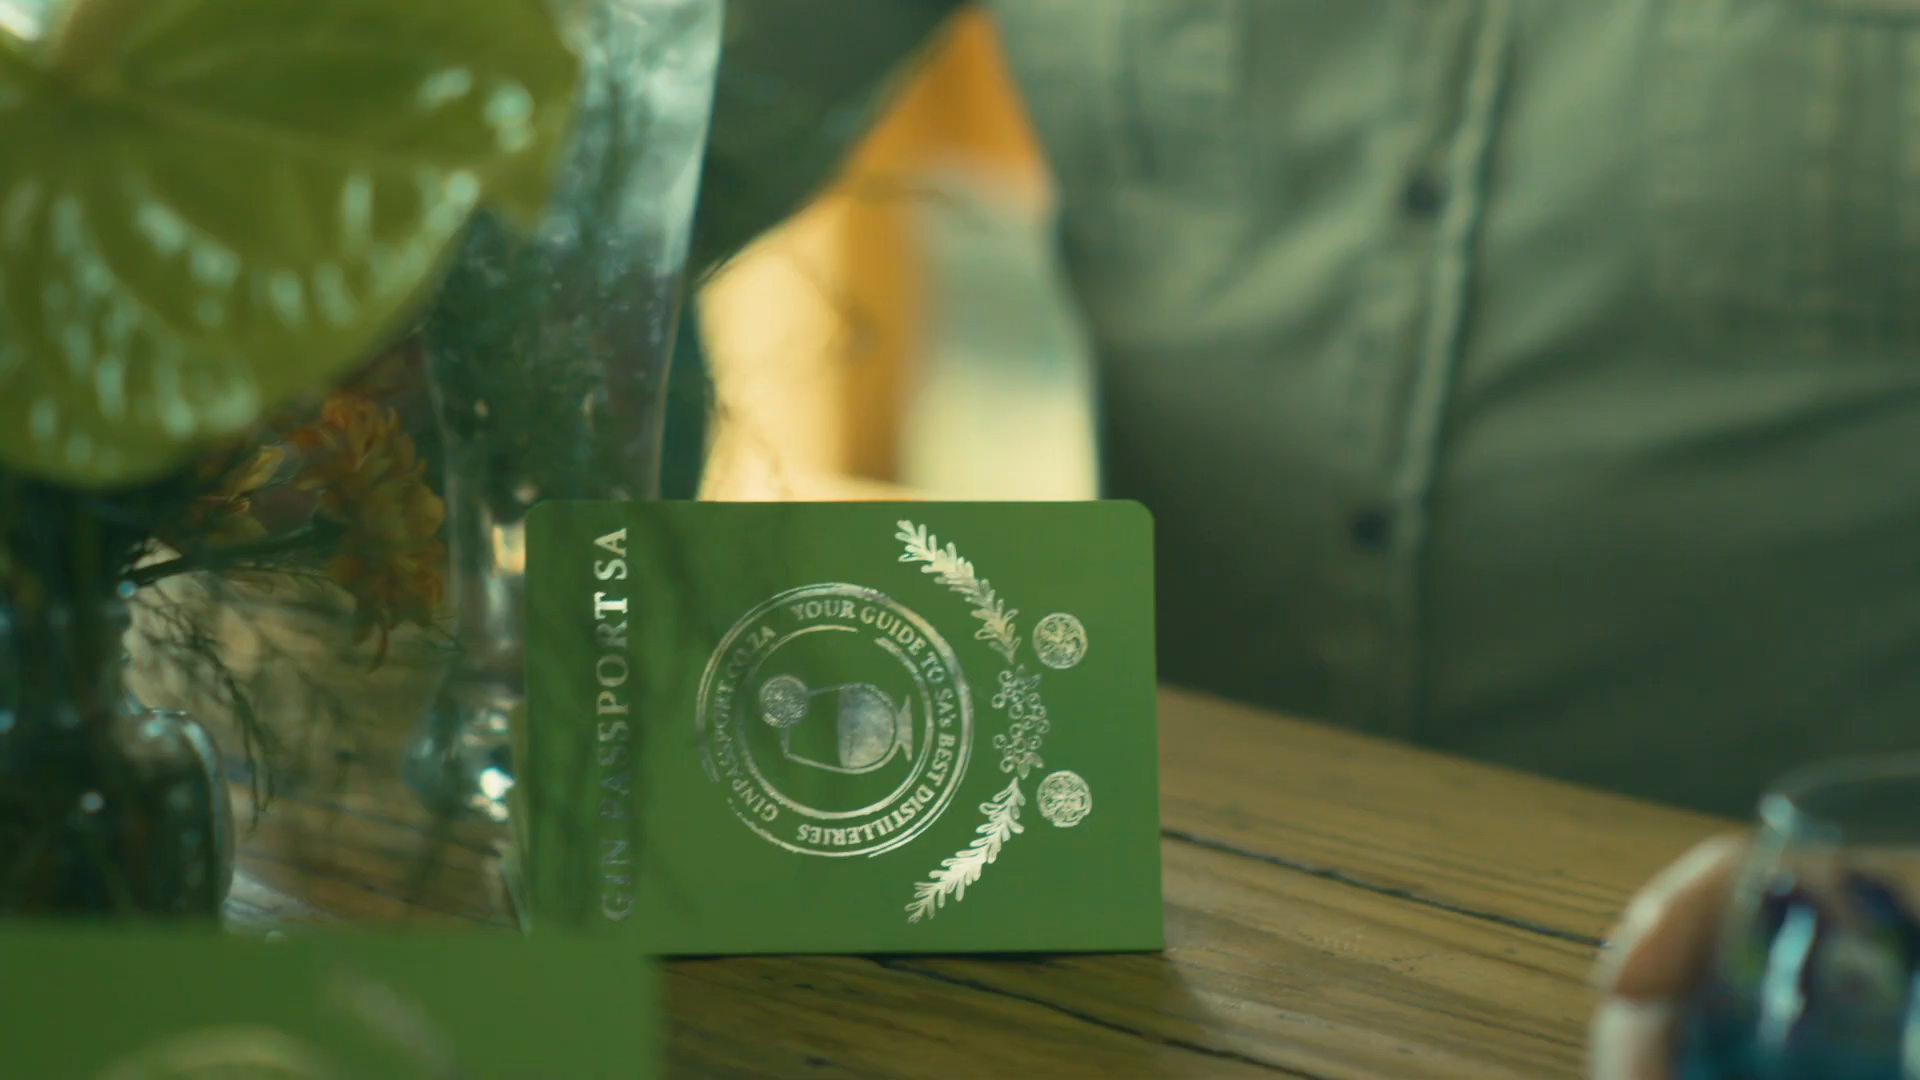 GIN PASSPORT SA
YOUR GUIDE TO SA's BEST DISTILLERIES
GINPASSPORT.CO.ZA